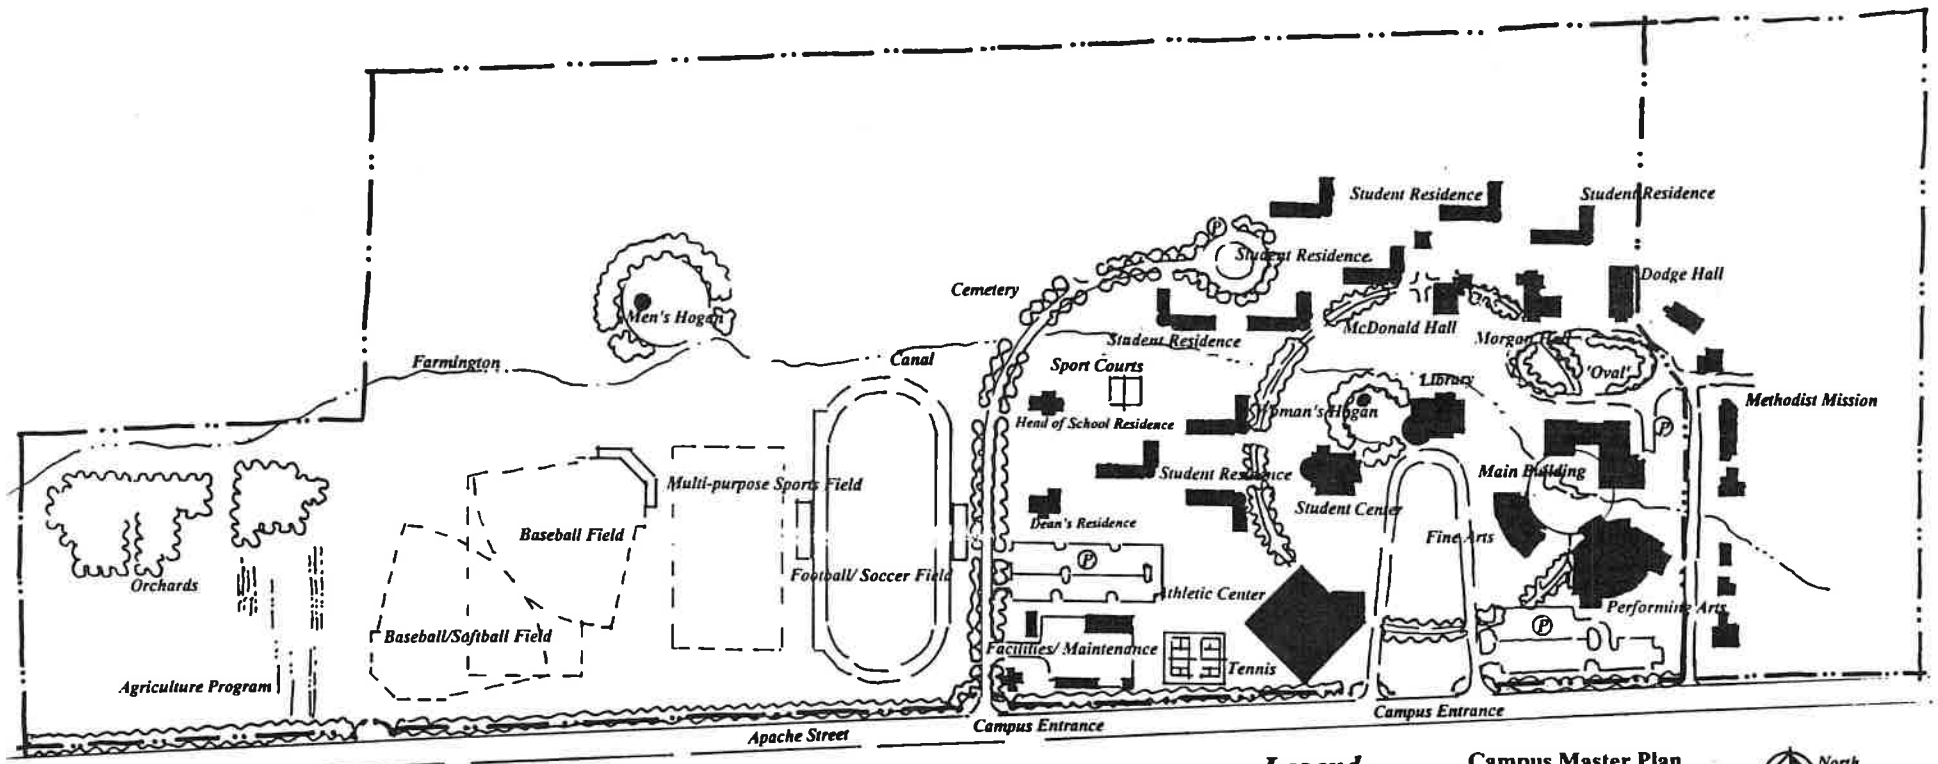 Student Residence
Student Residence
P
Student Residence
Dodge Hall
Cemetery
Men's Hogan
McDonald Hall
Student Residence
Morgan Hall
Farmington
Canal
Sport Courts
'Oval'
Library
Methodist Mission
Woman's Hogan
Head of School Residence
P
Main Building
Student Residence
Multi-purpose Sports Field
Student Center
Dean's Residence
Baseball Field
Fine Arts
P
Football/ Soccer Field
Orchards
Athletic Center
Performing Arts
P
Baseball/Softball Field
Facilities/ Maintenance
Tennis
Agriculture Program
Campus Entrance
Campus Entrance
Apache Street
Legend
Campus Master Plan
North